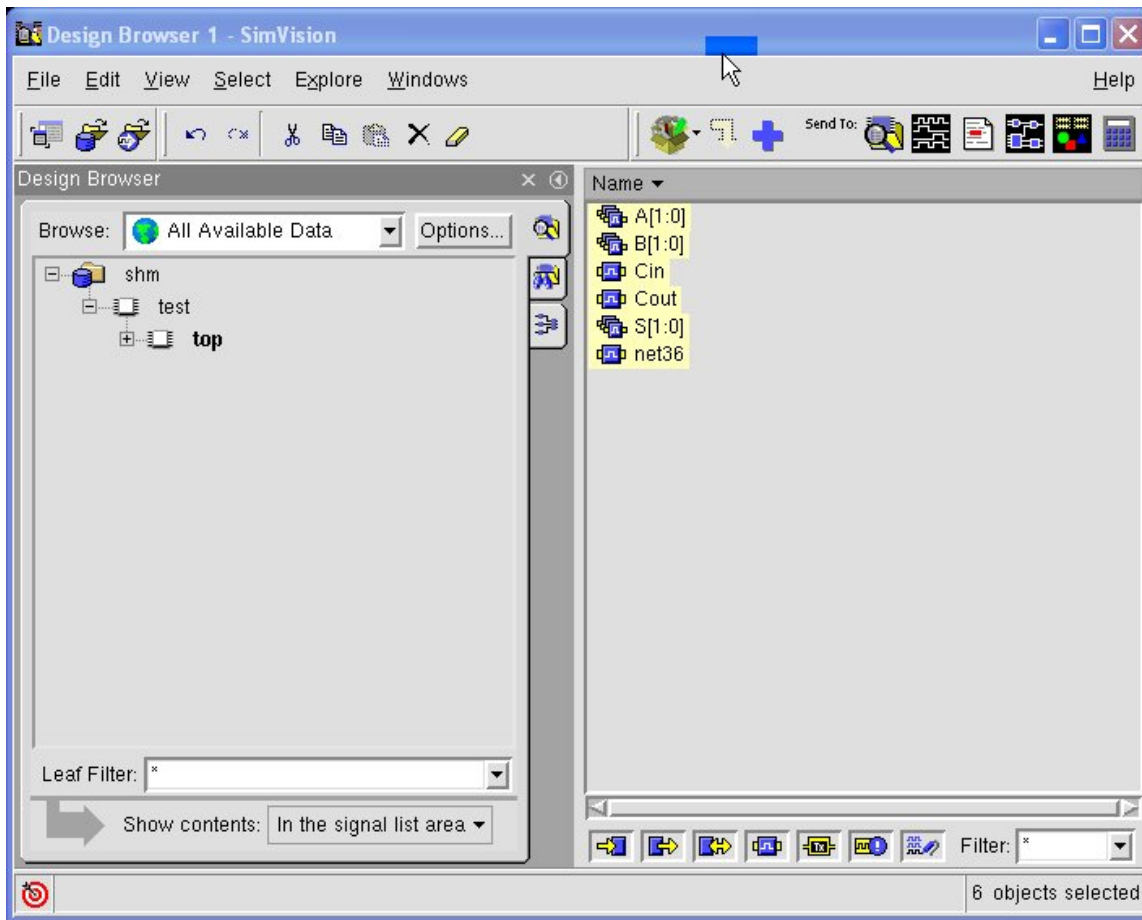 Design Browser 1 - SimVision
File Edit View Select Explore Windows Help
Send To:
Design Browser
Name
Browse: All Available Data Options...
shm
test
top
A[1:0]
B[1:0]
Cin
Cout
S[1:0]
net36
Leaf Filter: *
Show contents: In the signal list area
Filter: *
6 objects selected